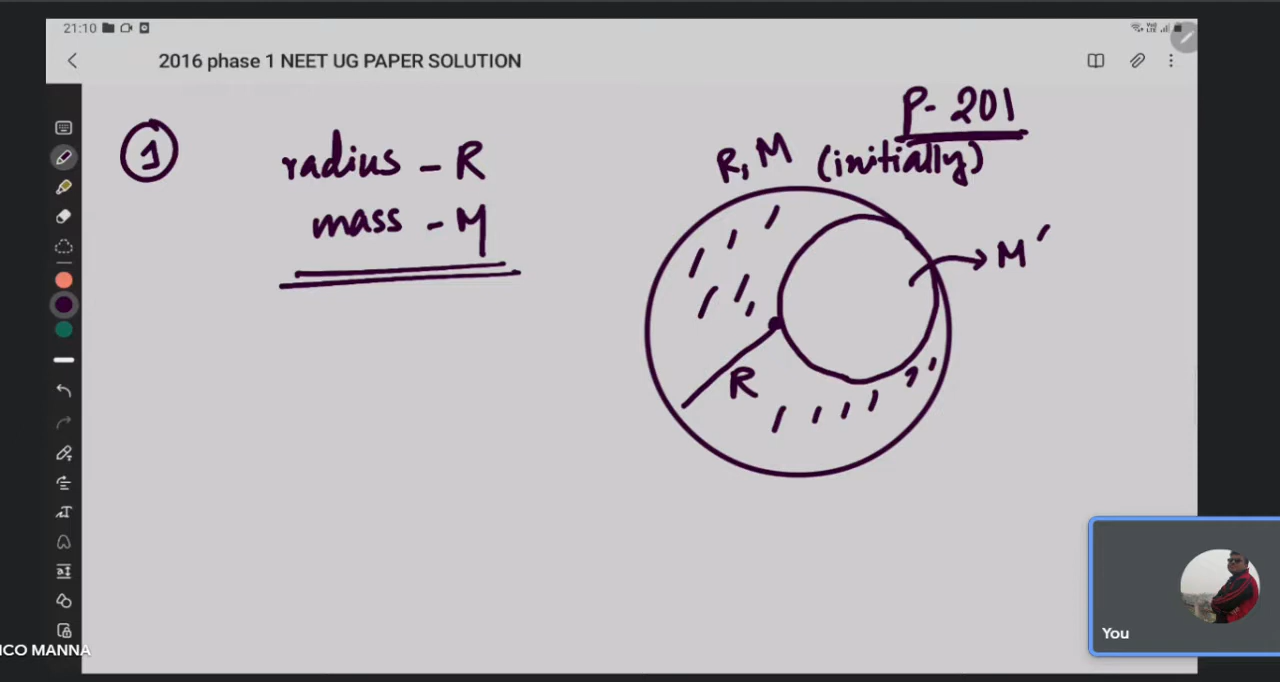 21:10
2016 phase 1 NEET UG PAPER SOLUTION
P- 201
1
radius - R
mass - M
R, M (initially)
M'
R
You
ICO MANNA